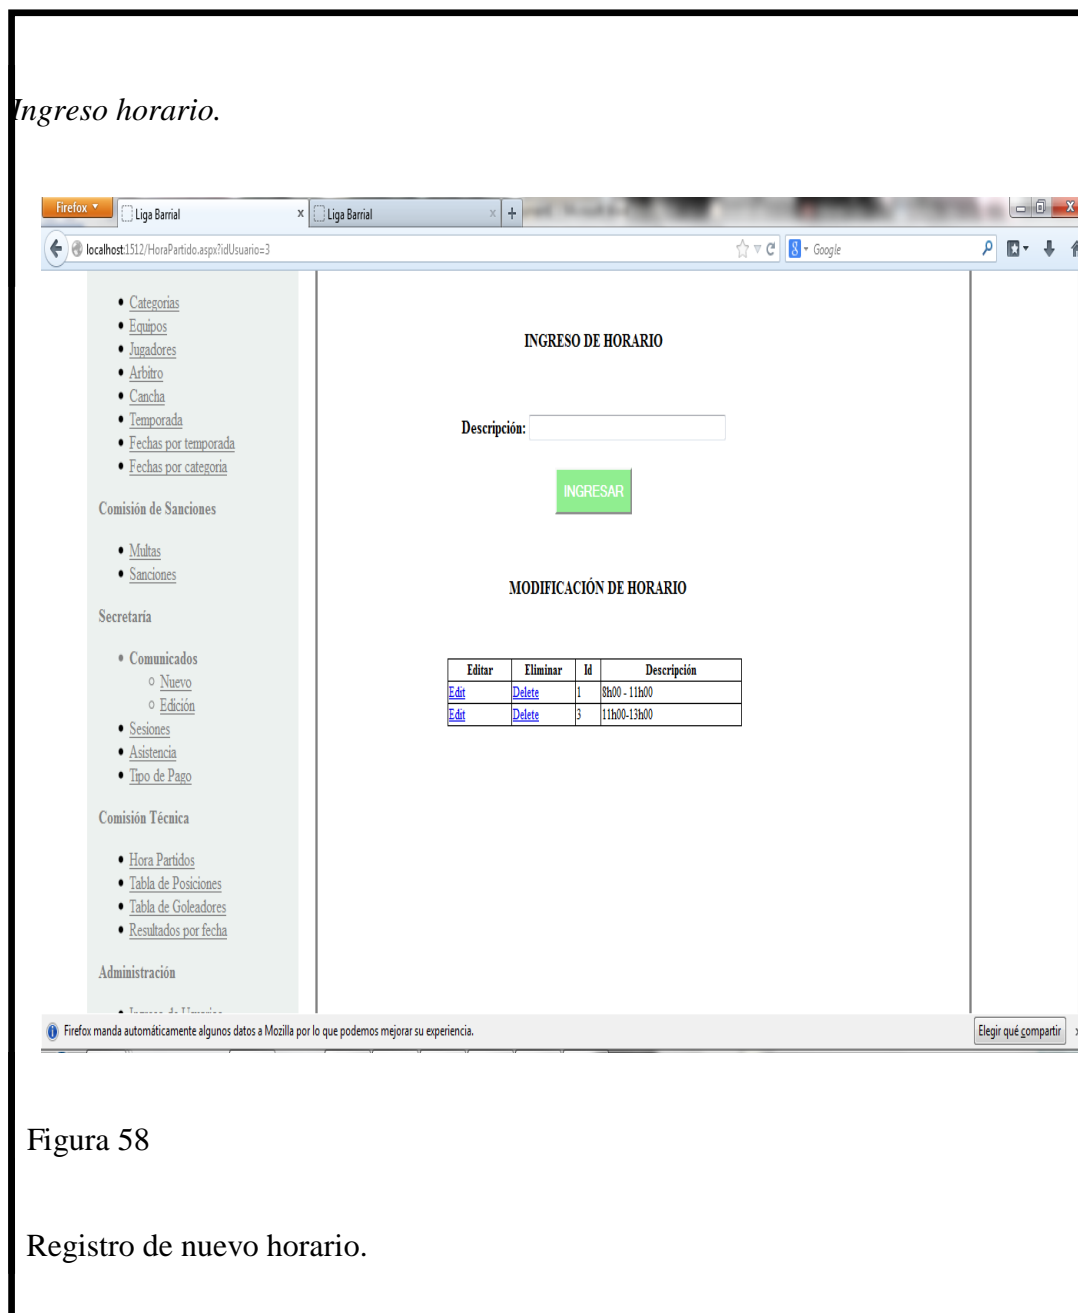 Ingreso horario.
Firefox
Liga Barrial x
Liga Barrial x +
X
localhost:1512/HoraPartido.aspx?idUsuario=3
8 Google
Categorias
Equipos
Jugadores
Arbitro
Cancha
Temporada
Fechas por temporada
Fechas por categoria
Comisión de Sanciones
Multas
Sanciones
Secretaría
Comunicados
Nuevo
Edición
Sesiones
Asistencia
Tipo de Pago
Comisión Técnica
Hora Partidos
Tabla de Posiciones
Tabla de Goleadores
Resultados por fecha
Administración
INGRESO DE HORARIO
Descripción:
INGRESAR
MODIFICACIÓN DE HORARIO
Editar Eliminar Id Descripción
Edit Delete 1 8h00 - 11h00
Edit Delete 3 11h00-13h00
Firefox manda automáticamente algunos datos a Mozilla por lo que podemos mejorar su experiencia.
Elegir qué compartir
Figura 58
Registro de nuevo horario.